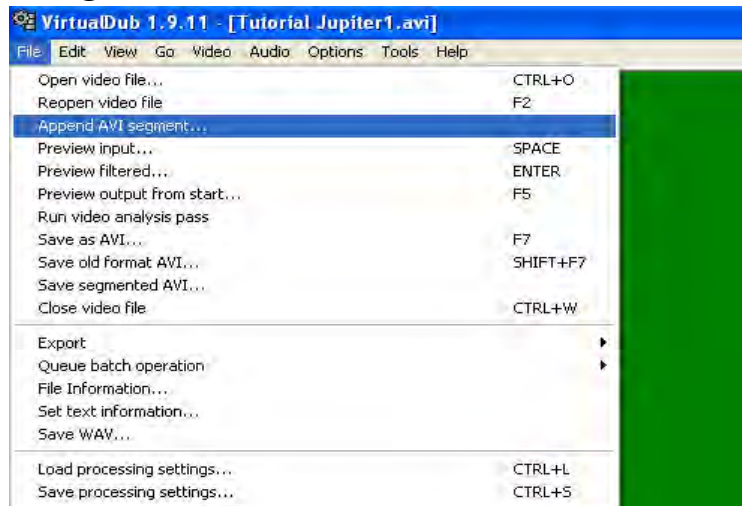 VirtualDub 1.9.11 - [Tutorial Jupiter1.avi]
File Edit View Go Video Audio Options Tools Help
Open video file... CTRL+O
Reopen video file F2
Append AVI segment...
Preview input... SPACE
Preview filtered... ENTER
Preview output from start... F5
Run video analysis pass
Save as AVI... F7
Save old format AVI... SHIFT+F7
Save segmented AVI...
Close video file CTRL+W
Export
Queue batch operation
File Information...
Set text information...
Save WAV...
Load processing settings... CTRL+L
Save processing settings... CTRL+S